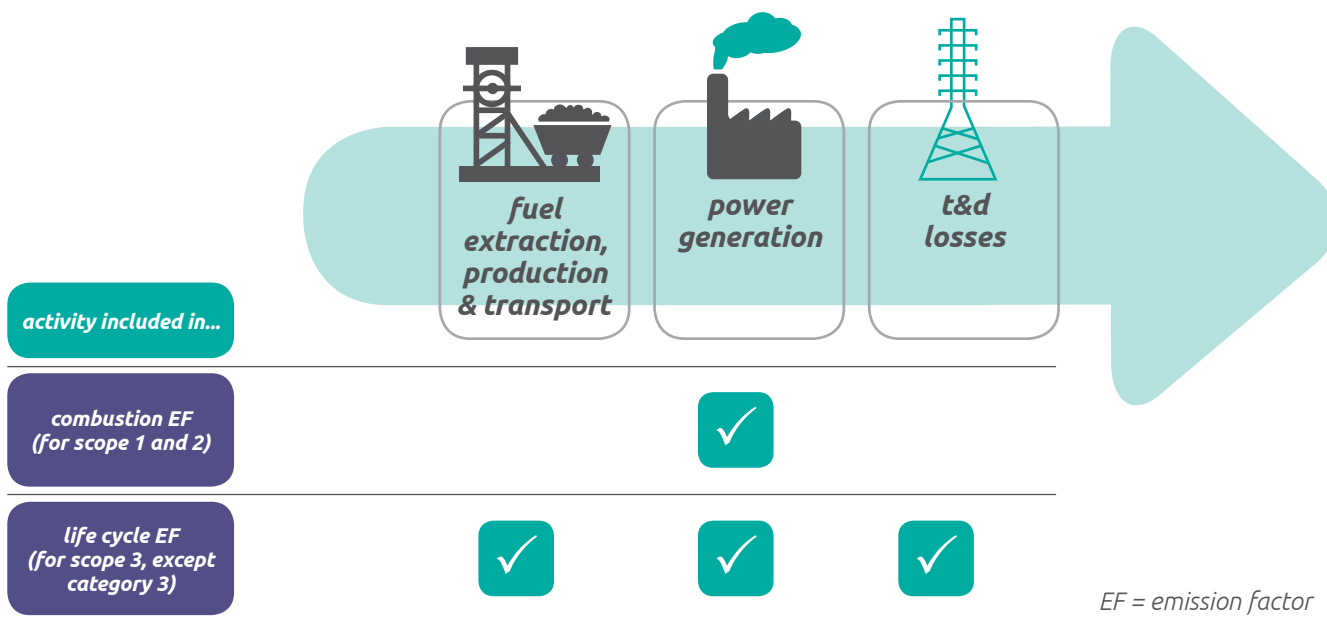 fuel
extraction,
production
& transport
power
generation
t&d
losses
activity included in...
combustion EF
(for scope 1 and 2)
life cycle EF
(for scope 3, except
category 3)
EF = emission factor